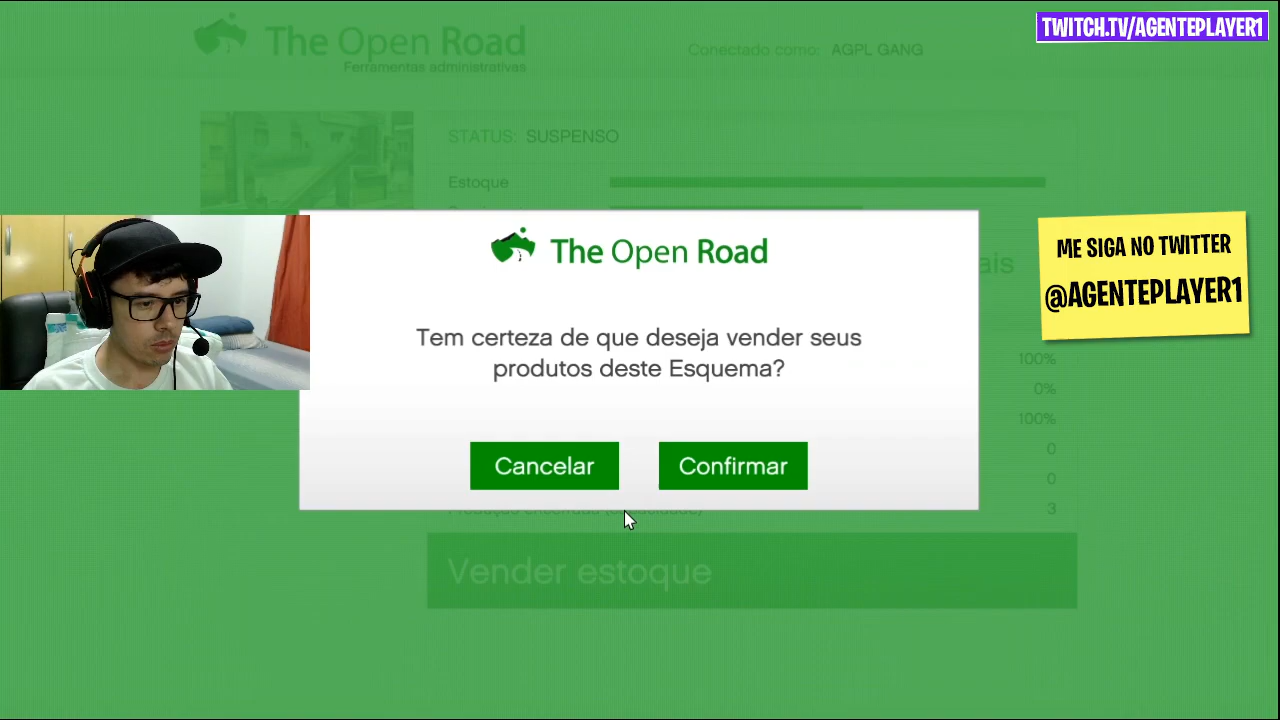 TWITCH.TV/AGENTEPLAYER1
The Open Road
Ferramentas administrativas
Conectado como: AGPL GANG
STATUS: SUSPENSO
Estoque
The Open Road
ais
ME SIGA NO TWITTER
@AGENTEPLAYER1
Tem certeza de que deseja vender seus
produtos deste Esquema?
100%
0%
100%
0
0
3
Cancelar
Confirmar
Vender estoque